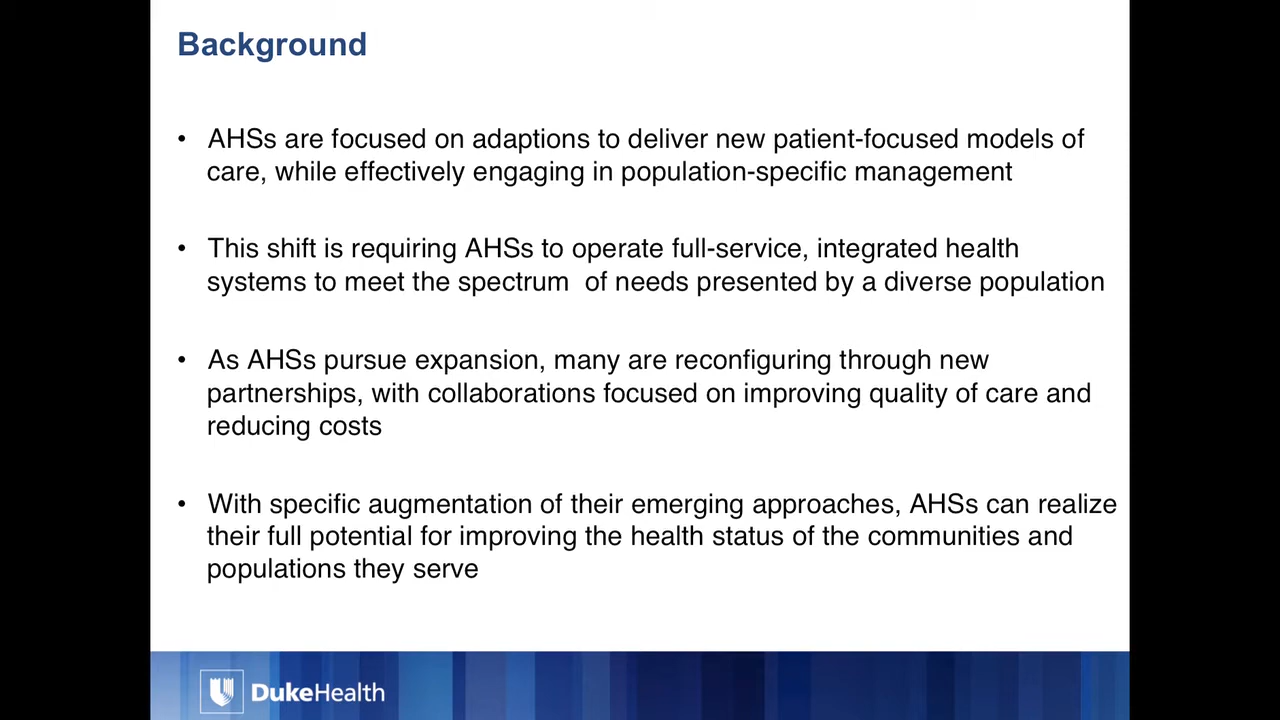 Background
• AHSs are focused on adaptions to deliver new patient-focused models of
care, while effectively engaging in population-specific management
• This shift is requiring AHSs to operate full-service, integrated health
systems to meet the spectrum  of needs presented by a diverse population
• As AHSs pursue expansion, many are reconfiguring through new
partnerships, with collaborations focused on improving quality of care and
reducing costs
• With specific augmentation of their emerging approaches, AHSs can realize
their full potential for improving the health status of the communities and
populations they serve
DukeHealth